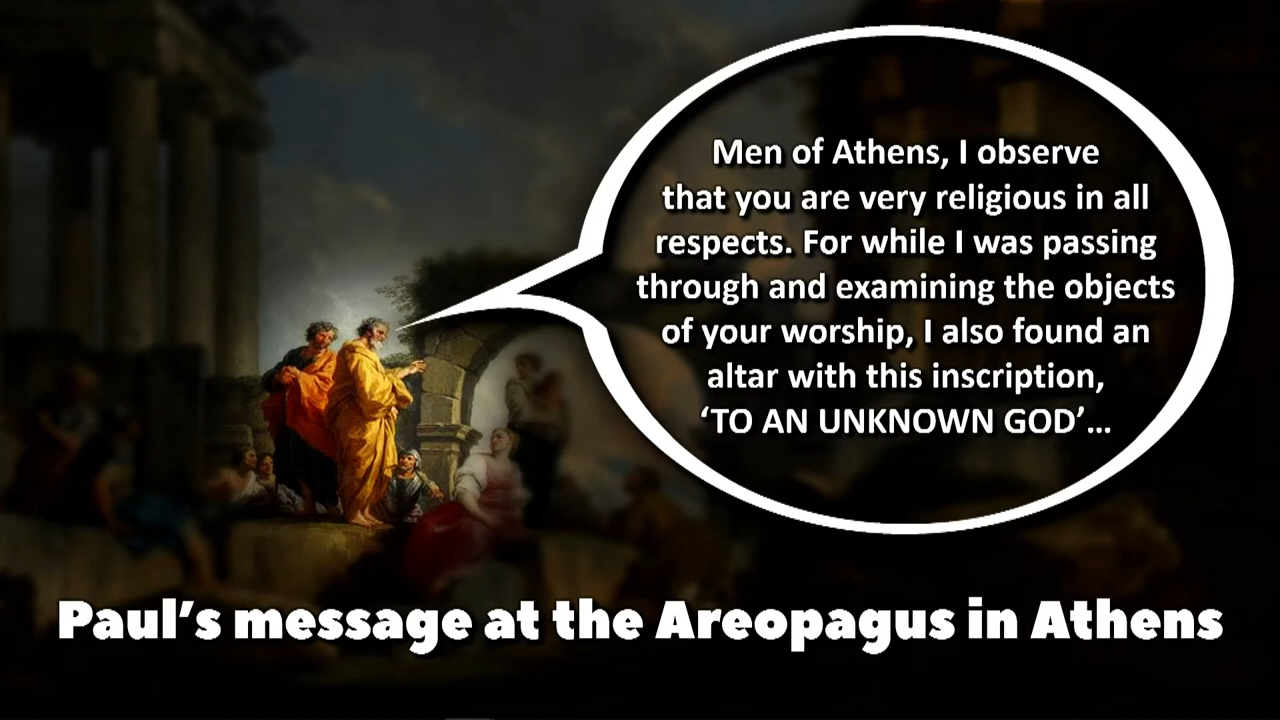 Men of Athens, I observe
that you are very religious in all
respects. For while I was passing
through and examining the objects
of your worship, I also found an
altar with this inscription,
‘TO AN UNKNOWN GOD’...
Paul’s message at the Areopagus in Athens